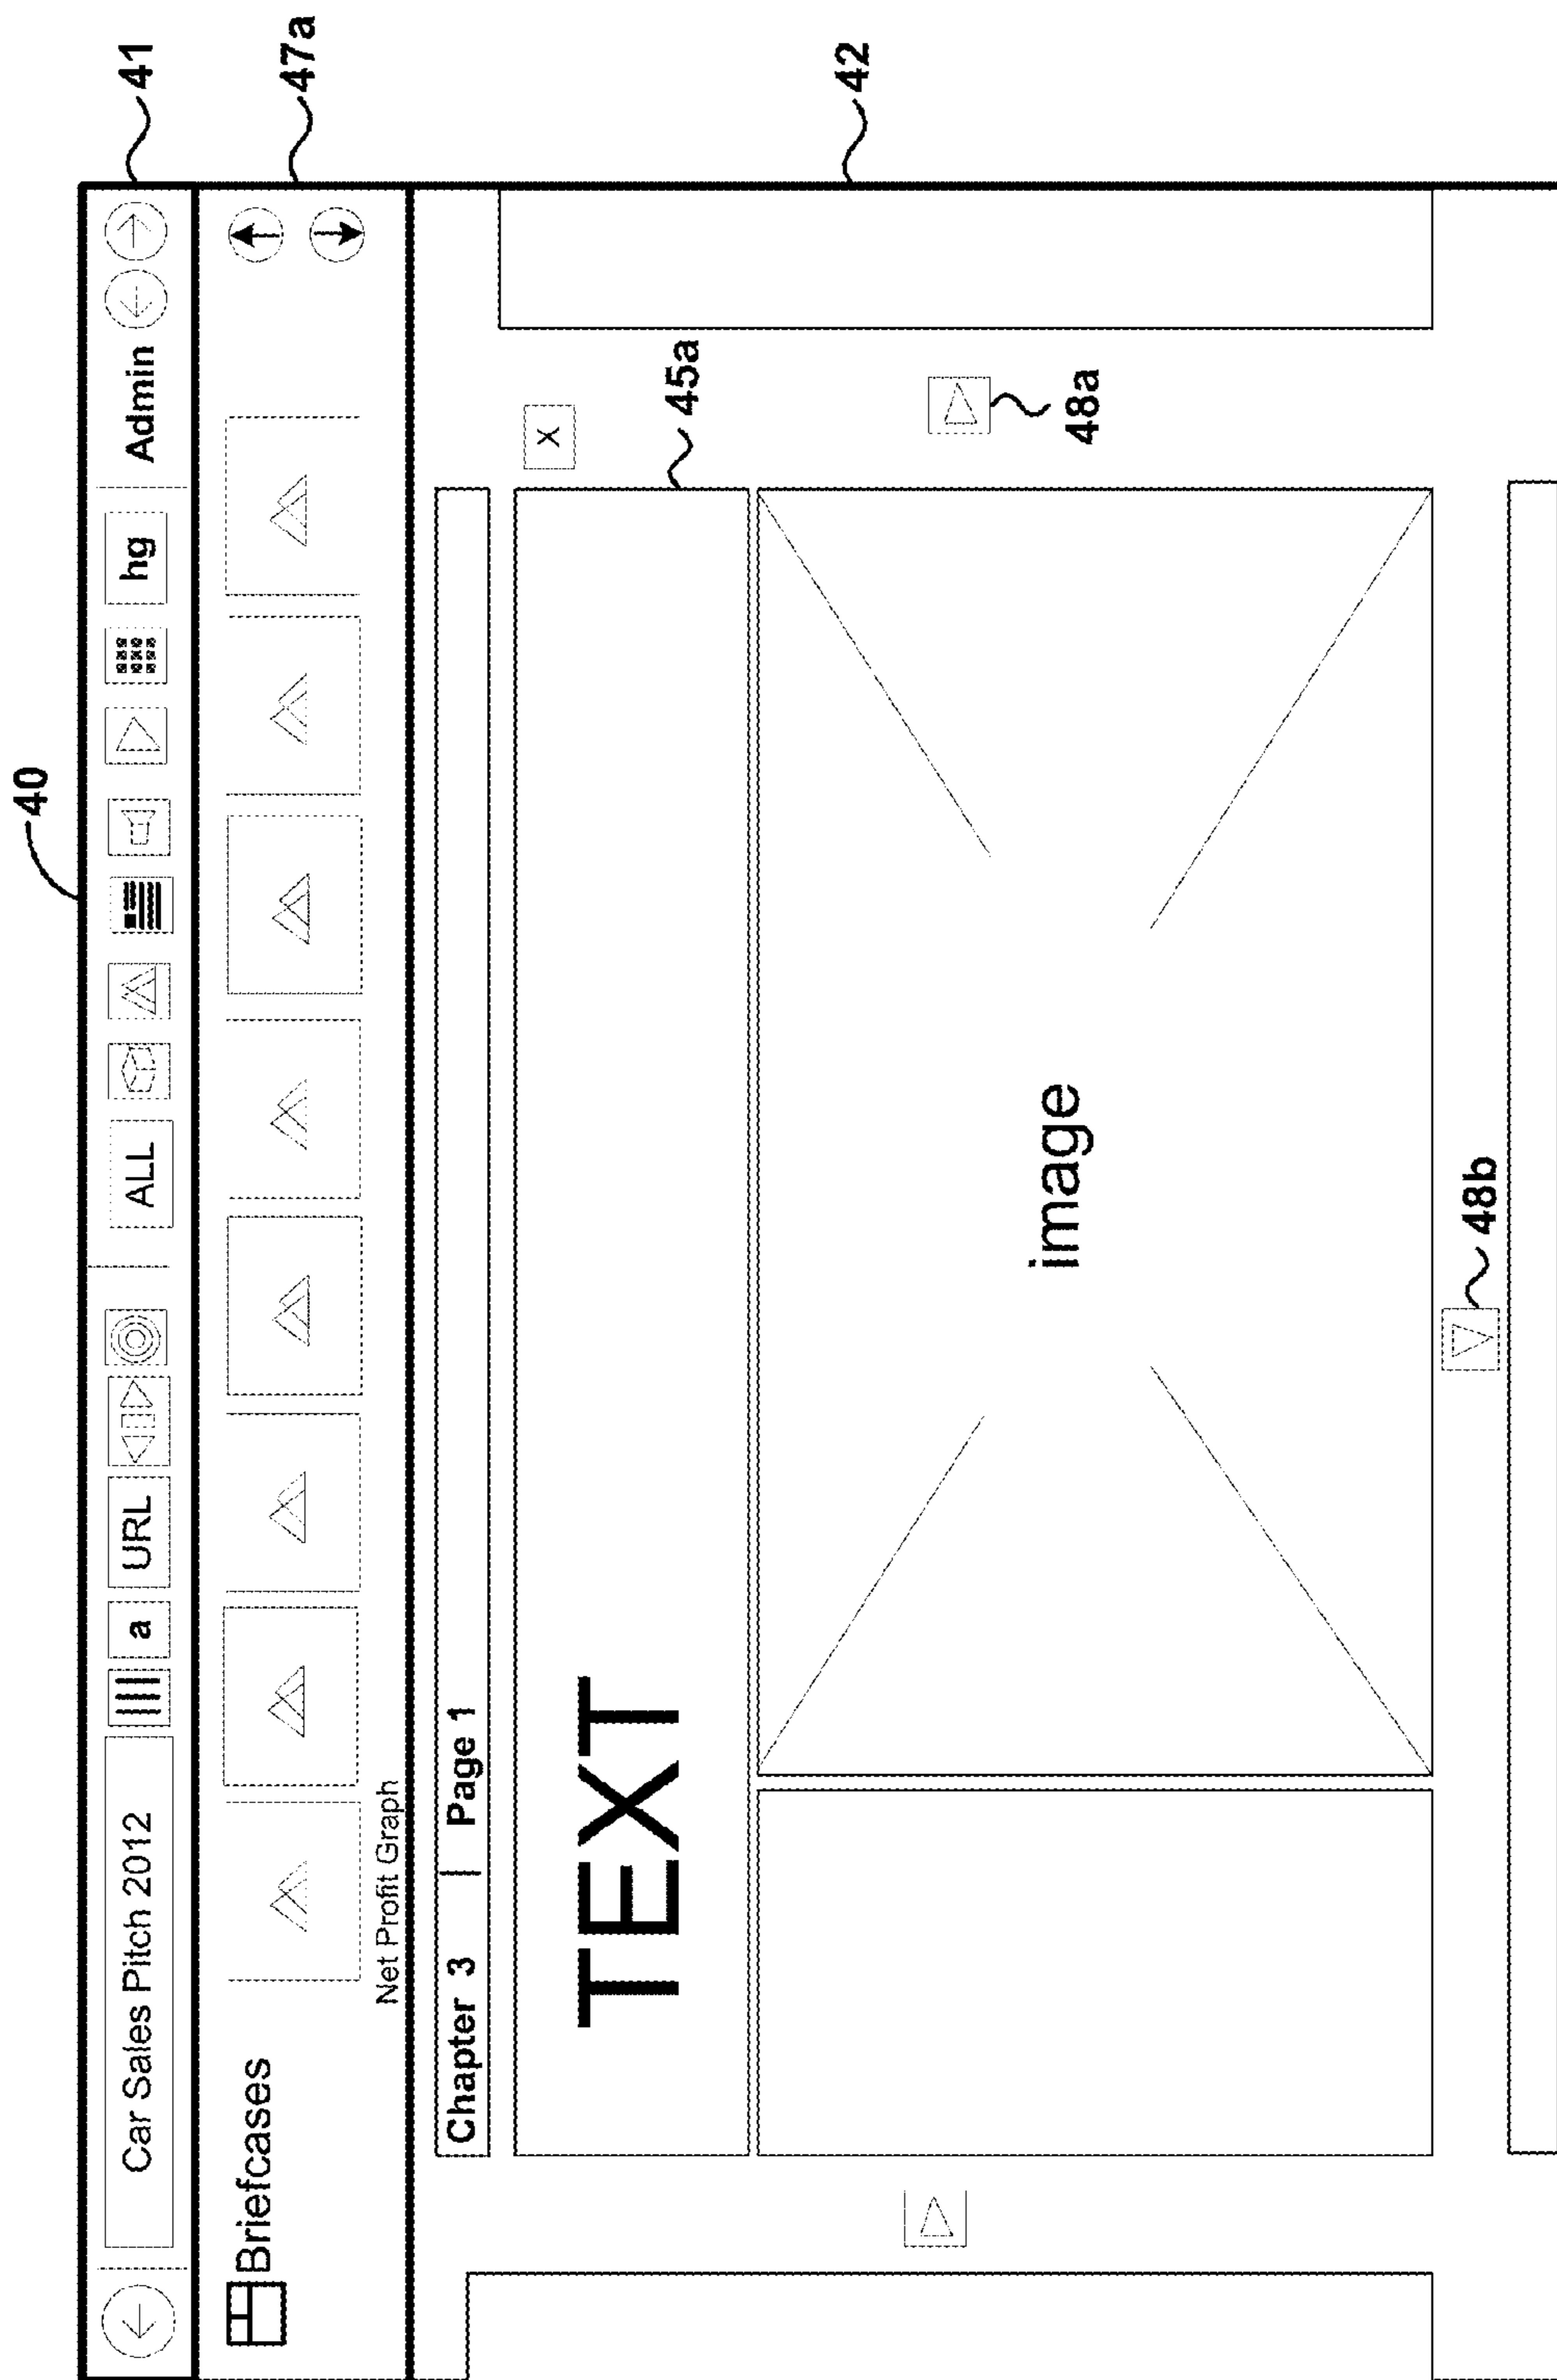 40
Car Sales Pitch 2012 a URL ALL hg Admin 41
Briefcases 47a
Net Profit Graph
Chapter 3 | Page 1
X
TEXT
45a
42
48a
image
48b